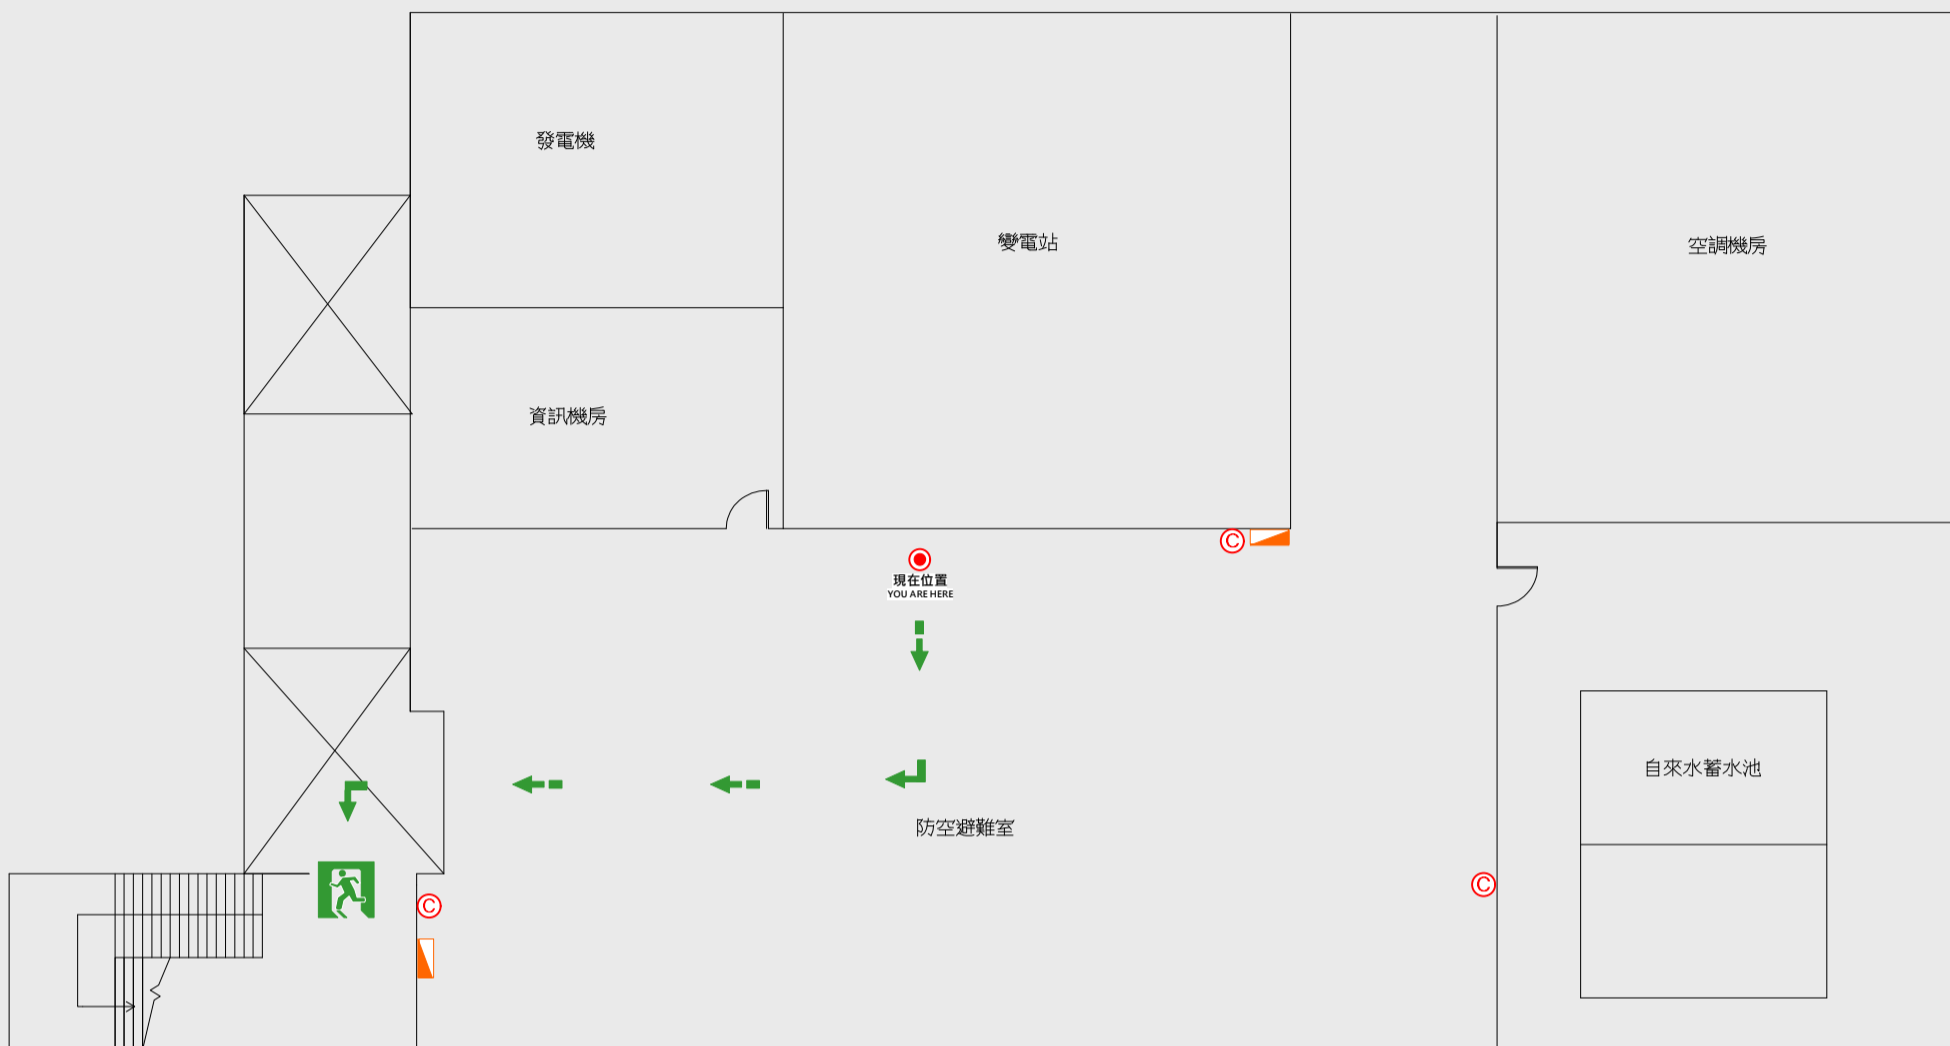 發電機
變電站
空調機房
資訊機房
Ⓒ
現在位置
YOU ARE HERE
自來水蓄水池
防空避難室
Ⓒ
Ⓒ